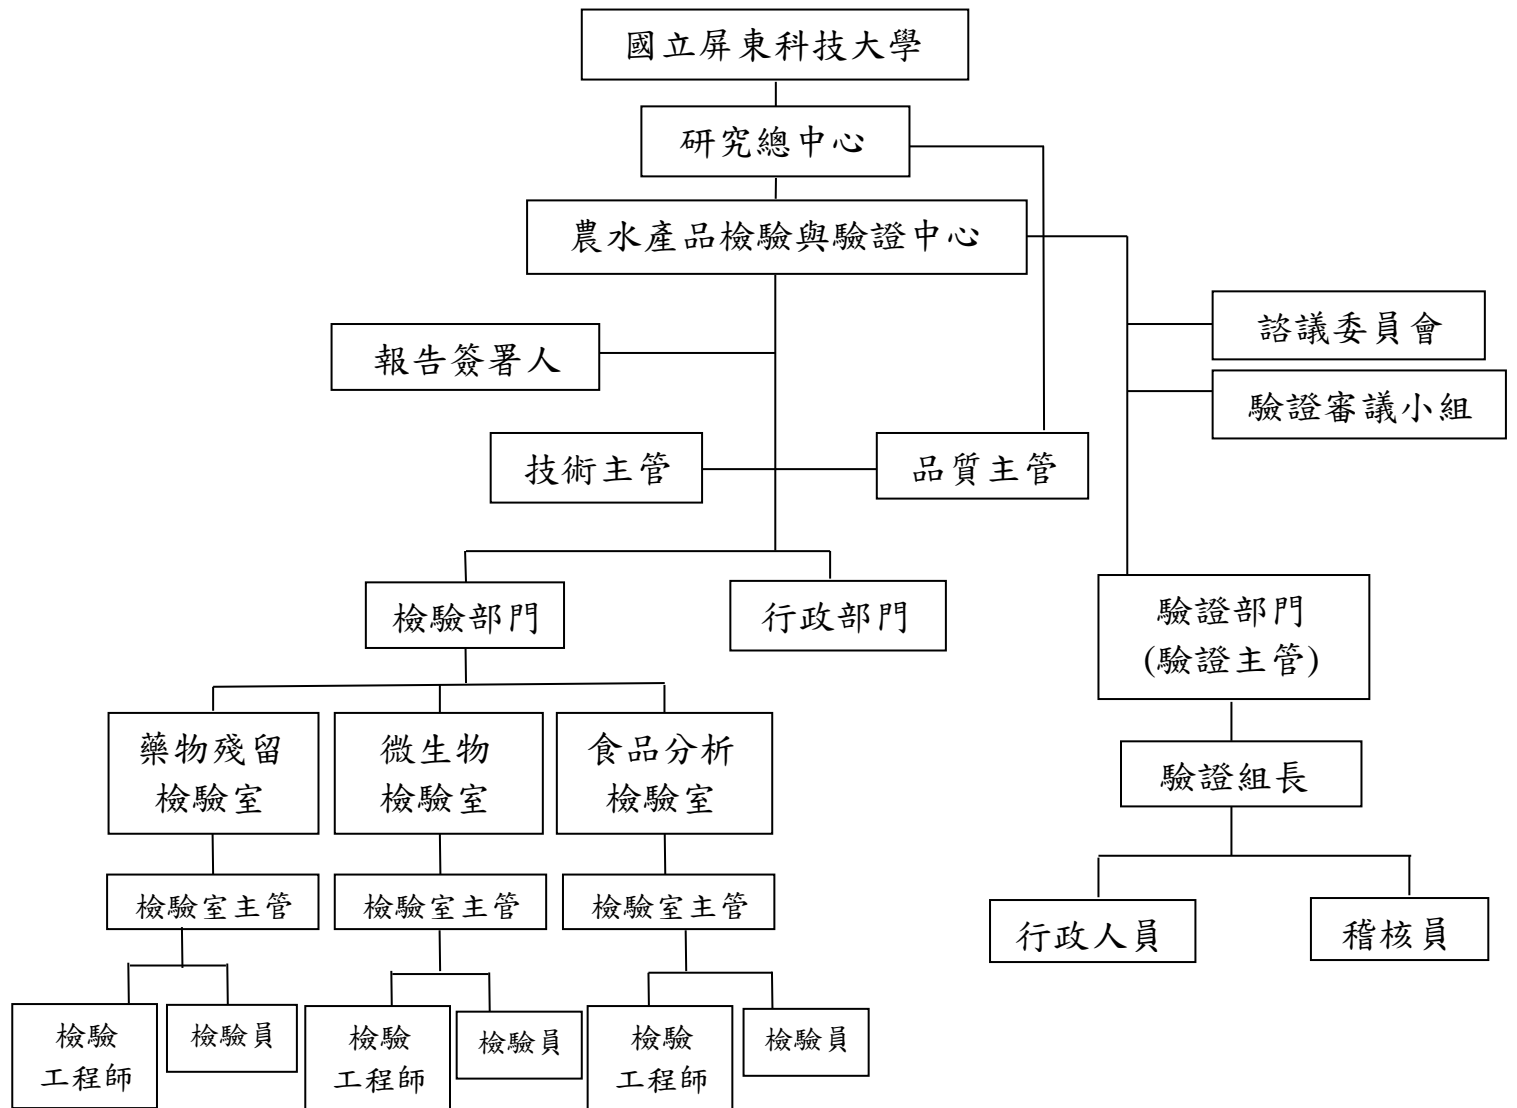 國立屏東科技大學
研究總中心
農水產品檢驗與驗證中心
諮議委員會
報告簽署人
驗證審議小組
技術主管
品質主管
檢驗部門
行政部門
驗證部門
(驗證主管)
藥物殘留
檢驗室
微生物
檢驗室
食品分析
檢驗室
驗證組長
檢驗室主管
檢驗室主管
檢驗室主管
行政人員
稽核員
檢驗
工程師
檢驗員
檢驗
工程師
檢驗員
檢驗
工程師
檢驗員